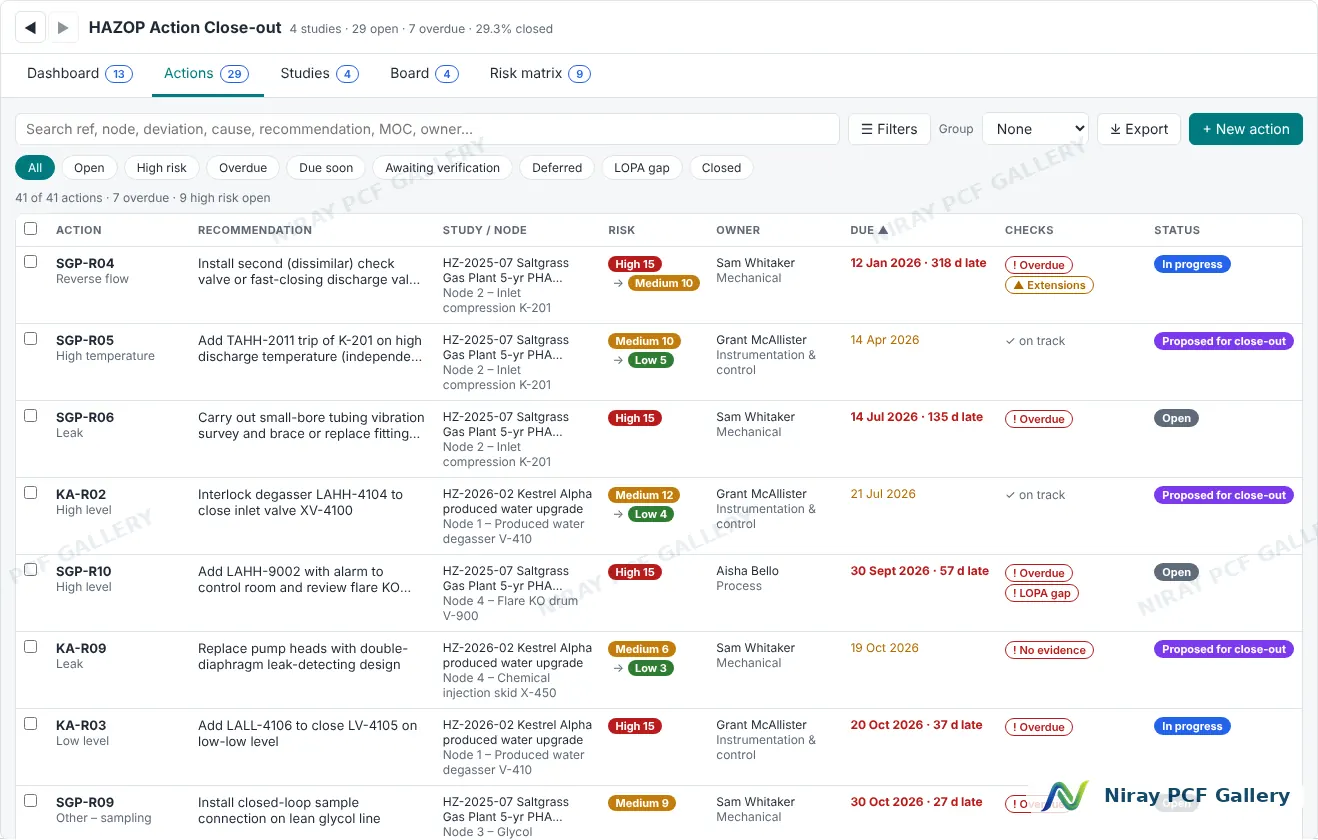 HAZOP Action Close-out 4 studies · 29 open · 7 overdue · 29.3% closed
Dashboard 13 Actions 29 Studies 4 Board 4 Risk matrix 9
Search ref, node, deviation, cause, recommendation, MOC, owner... Filters Group None Export + New action
All Open High risk Overdue Due soon Awaiting verification Deferred LOPA gap Closed
41 of 41 actions · 7 overdue · 9 high risk open
ACTION RECOMMENDATION STUDY / NODE RISK OWNER DUE ▲ CHECKS STATUS
SGP-R04 Install second (dissimilar) check HZ-2025-07 Saltgrass High 15 Sam Whitaker 12 Jan 2026 · 318 d late ! Overdue In progress
Reverse flow valve or fast-closing discharge val... Gas Plant 5-yr PHA... → Medium 10 Mechanical ▲ Extensions
Node 2 – Inlet
compression K-201
SGP-R05 Add TAHH-2011 trip of K-201 on high HZ-2025-07 Saltgrass Medium 10 Grant McAllister 14 Apr 2026 ✓ on track Proposed for close-out
High temperature discharge temperature (independe... Gas Plant 5-yr PHA... → Low 5 Instrumentation &
Node 2 – Inlet control
compression K-201
SGP-R06 Carry out small-bore tubing vibration HZ-2025-07 Saltgrass High 15 Sam Whitaker 14 Jul 2026 · 135 d late ! Overdue Open
Leak survey and brace or replace fitting... Gas Plant 5-yr PHA... Mechanical
Node 2 – Inlet
compression K-201
KA-R02 Interlock degasser LAHH-4104 to HZ-2026-02 Kestrel Alpha Medium 12 Grant McAllister 21 Jul 2026 ✓ on track Proposed for close-out
High level close inlet valve XV-4100 produced water upgrade → Low 4 Instrumentation &
Node 1 – Produced water control
degasser V-410
SGP-R10 Add LAHH-9002 with alarm to HZ-2025-07 Saltgrass High 15 Aisha Bello 30 Sept 2026 · 57 d late ! Overdue Open
High level control room and review flare KO... Gas Plant 5-yr PHA... Process ! LOPA gap
Node 4 – Flare KO drum
V-900
KA-R09 Replace pump heads with double- HZ-2026-02 Kestrel Alpha Medium 6 Sam Whitaker 19 Oct 2026 ! No evidence Proposed for close-out
Leak diaphragm leak-detecting design produced water upgrade → Low 3 Mechanical
Node 4 – Chemical
injection skid X-450
KA-R03 Add LALL-4106 to close LV-4105 on HZ-2026-02 Kestrel Alpha High 15 Grant McAllister 20 Oct 2026 · 37 d late ! Overdue In progress
Low level low-low level produced water upgrade Instrumentation &
Node 1 – Produced water control
degasser V-410
SGP-R09 Install closed-loop sample HZ-2025-07 Saltgrass Medium 9 Sam Whitaker 30 Oct 2026 · 27 d late ! Overdue Open
Other – sampling connection on lean glycol line Gas Plant 5-yr PHA... Mechanical
Node 3 – Glycol
Niray PCF Gallery
NIRAY PCF GALLERY
NIRAY PCF GALLERY
PCF GALLERY
NIRAY PCF GALLERY
NIRAY PCF GALLERY